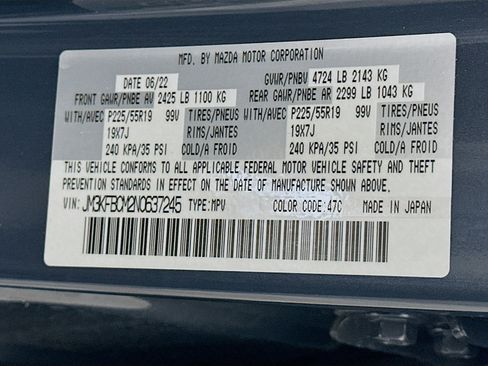 MFD. BY MAZDA MOTOR CORPORATION
DATE 06/22 GVWR/PNBV 4724 LB 2143 KG
FRONT GAWR/PNBE AV 2425 LB 1100 KG REAR GAWR/PNBE AR 2299 LB 1043 KG
WITH/AVEC P225/55R19 99V TIRES/PNEUS WITH/AVEC P225/55R19 99V TIRES/PNEUS
19X7J RIMS/JANTES 19X7J RIMS/JANTES
240 KPA/35 PSI COLD/A FROID 240 KPA/35 PSI COLD/A FROID
THIS VEHICLE CONFORMS TO ALL APPLICABLE FEDERAL MOTOR VEHICLE SAFETY AND THEFT
PREVENTION STANDARDS IN EFFECT ON THE DATE OF MANUFACTURE SHOWN ABOVE.
VIN: JM3KFBCM2N0637245 TYPE:MPV COLOR CODE:47C MADE IN JAPAN